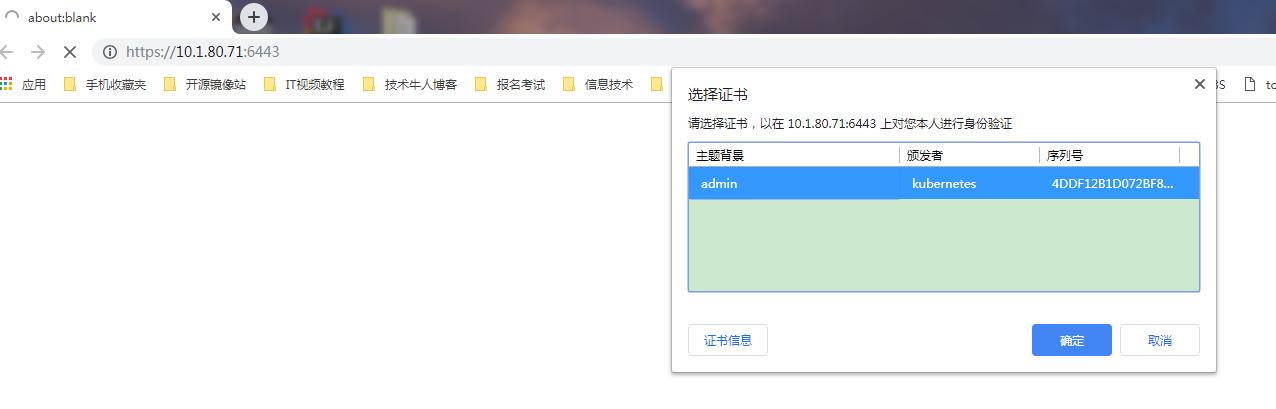 about:blank
https://10.1.80.71:6443
应用 手机收藏夹 开源镜像站 IT视频教程 技术牛人博客 报名考试 信息技术
选择证书
请选择证书，以在 10.1.80.71:6443 上对您本人进行身份验证
主题背景 颁发者 序列号
admin kubernetes 4DDF12B1D072BF8...
证书信息 确定 取消